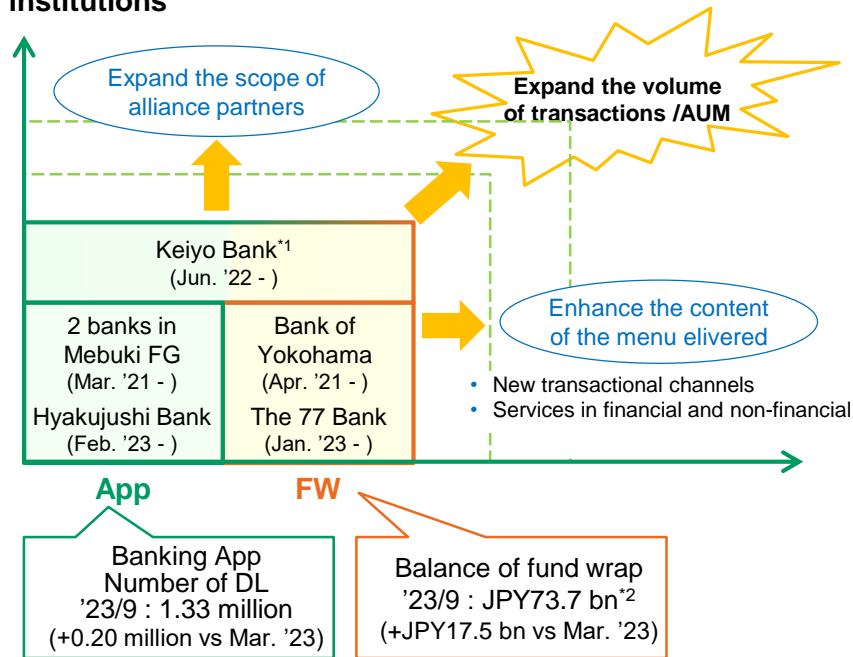 institutions
Expand the scope of
alliance partners
Expand the volume
of transactions /AUM
Keiyo Bank*1
(Jun. ’22 - )
2 banks in
Mebuki FG
(Mar. ’21 - )
Hyakujushi Bank
(Feb. ’23 - )
Bank of
Yokohama
(Apr. ’21 - )
The 77 Bank
(Jan. ’23 - )
Enhance the content
of the menu elivered
• New transactional channels
• Services in financial and non-financial
App
FW
Banking App
Number of DL
’23/9 : 1.33 million
(+0.20 million vs Mar. ’23)
Balance of fund wrap
’23/9 : JPY73.7 bn*2
(+JPY17.5 bn vs Mar. ’23)